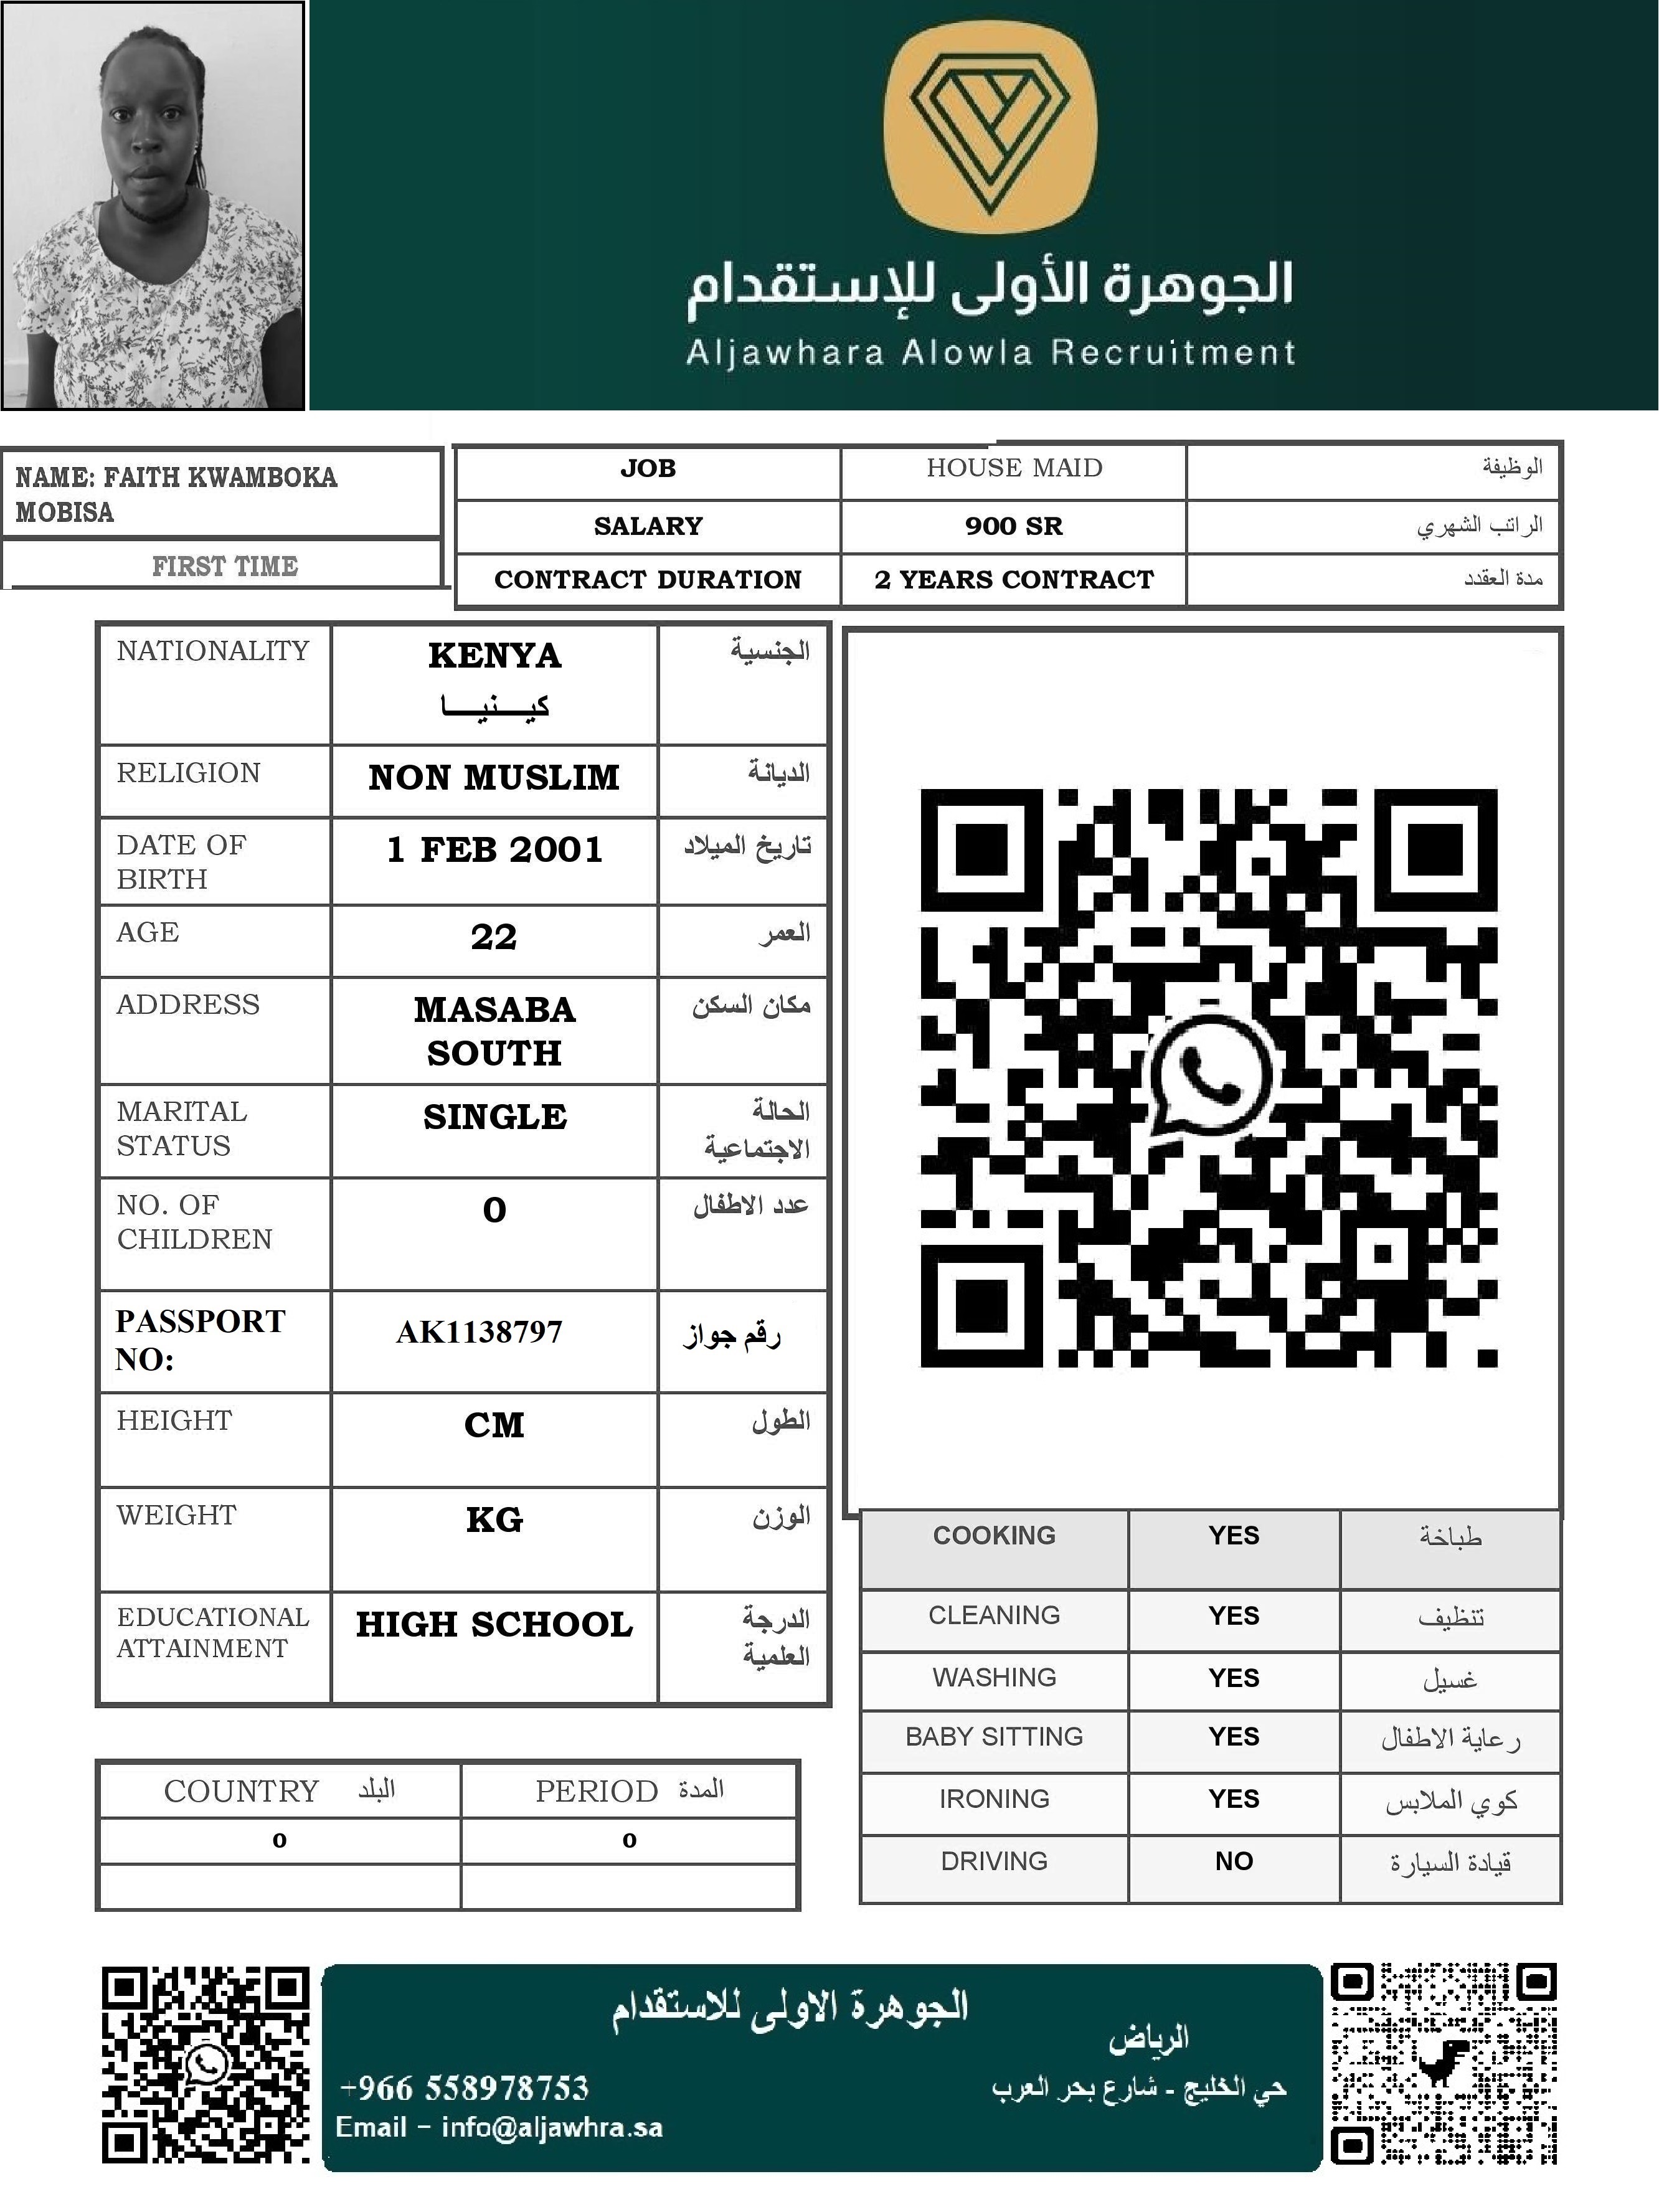 الجوهرة الأولى للإستقدام
Aljawhara Alowla Recruitment
NAME: FAITH KWAMBOKA
MOBISA
FIRST TIME
JOB HOUSE MAID الوظيفة
SALARY 900 SR الراتب الشهري
CONTRACT DURATION 2 YEARS CONTRACT مدة العقدد
NATIONALITY KENYA الجنسية
كيـــنيـــا
RELIGION NON MUSLIM الديانة
DATE OF 1 FEB 2001 تاريخ الميلاد
BIRTH
AGE 22 العمر
ADDRESS MASABA مكان السكن
SOUTH
MARITAL SINGLE الحالة
STATUS الاجتماعية
NO. OF 0 عدد الاطفال
CHILDREN
PASSPORT AK1138797 رقم جواز
NO:
HEIGHT CM الطول
WEIGHT KG الوزن
EDUCATIONAL HIGH SCHOOL الدرجة
ATTAINMENT العلمية
COOKING YES طباخة
CLEANING YES تنظيف
WASHING YES غسيل
BABY SITTING YES رعاية الاطفال
IRONING YES كوي الملابس
DRIVING NO قيادة السيارة
COUNTRY البلد PERIOD المدة
0 0
الجوهرة الاولى للاستقدام
الرياض
حي الخليج - شارع بحر العرب
+966 558978753
Email - info@aljawhra.sa